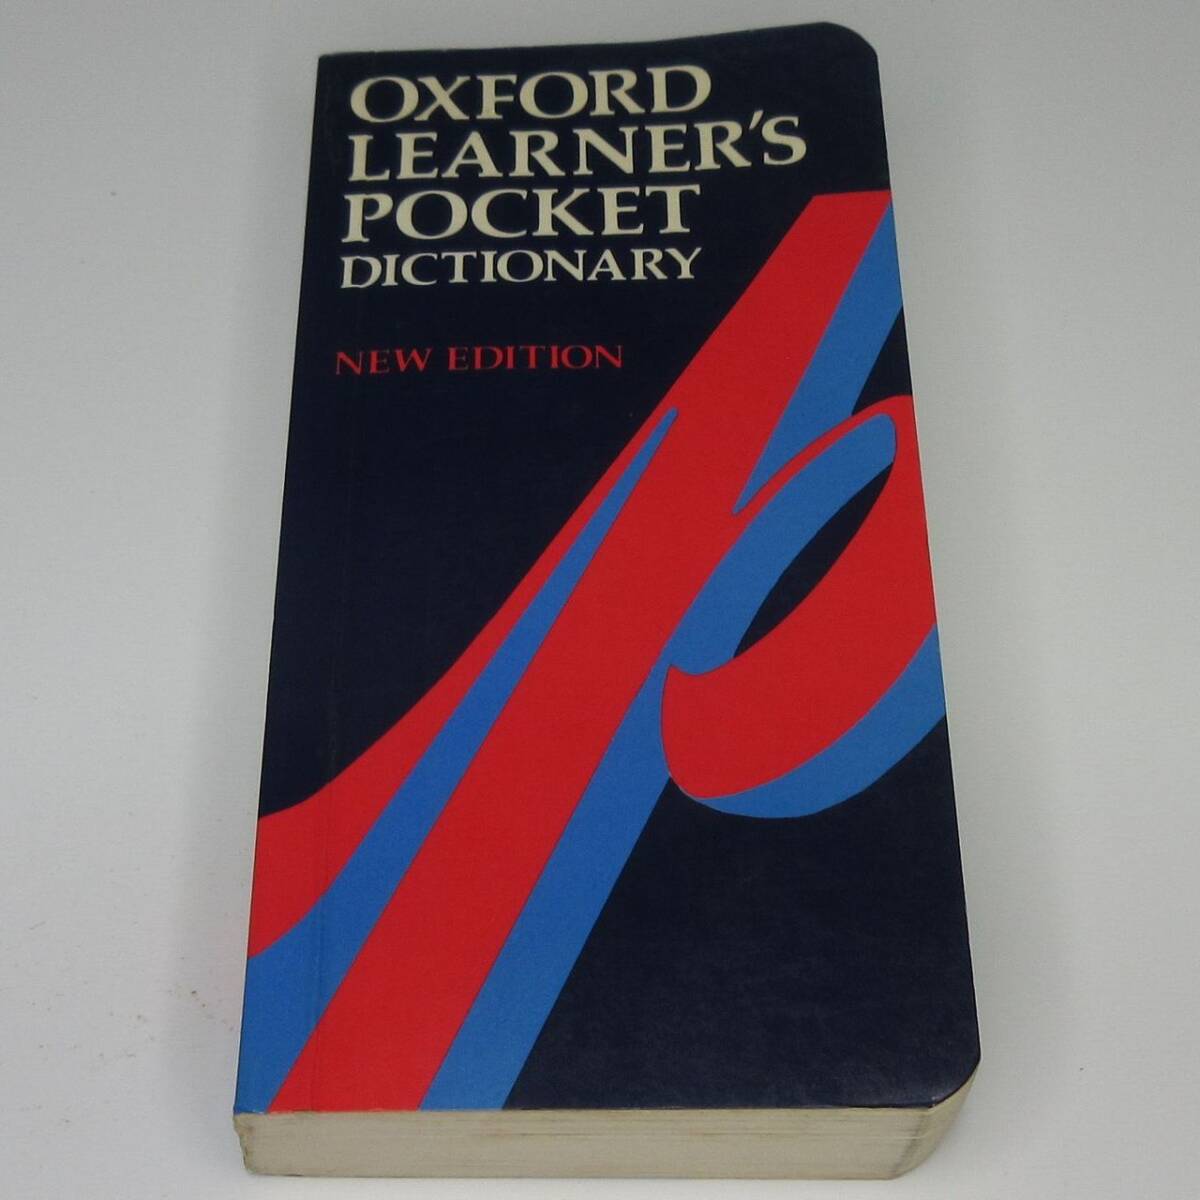 OXFORD
LEARNER'S
POCKET
DICTIONARY
NEW EDITION